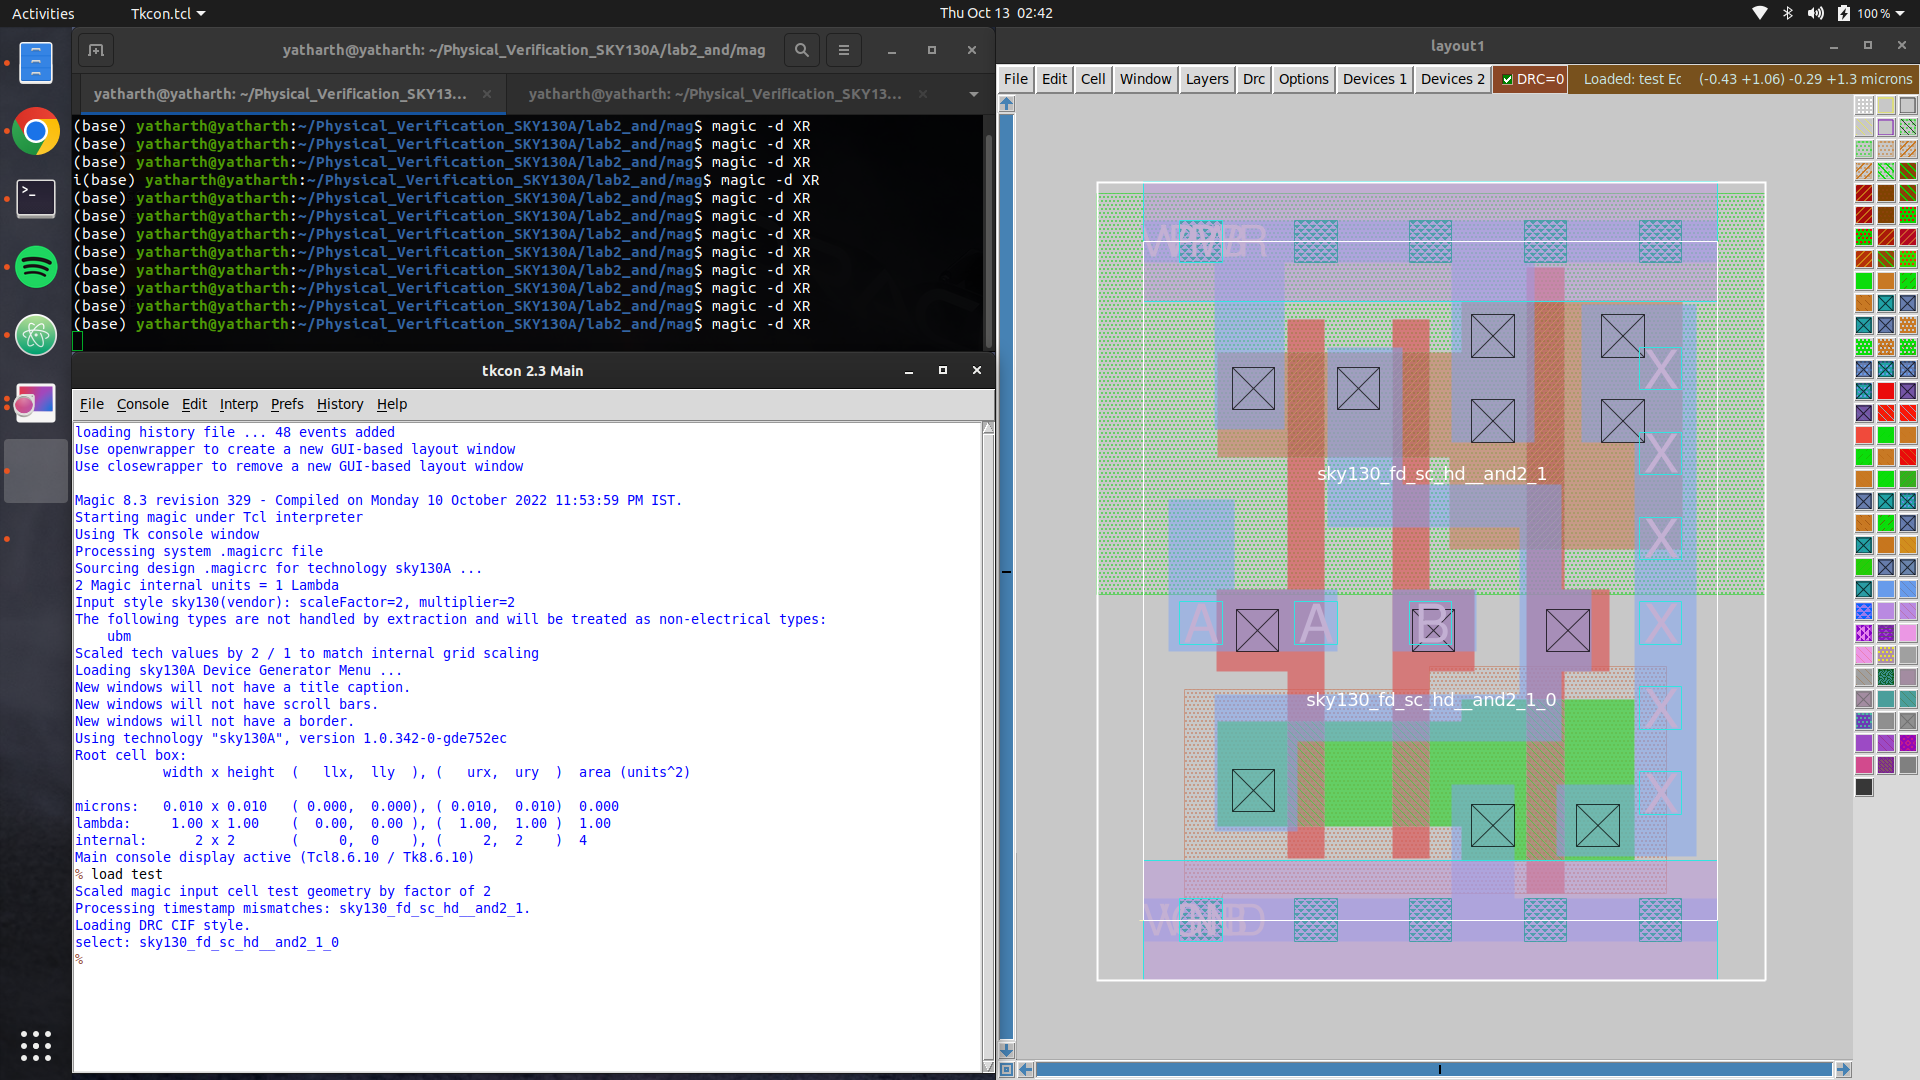 Activities
Tkcon.tcl
Thu Oct 13 02:42
100 %
yatharth@yatharth: ~/Physical_Verification_SKY130A/lab2_and/mag
yatharth@yatharth: ~/Physical_Verification_SKY13...
yatharth@yatharth: ~/Physical_Verification_SKY13...
(base) yatharth@yatharth:~/Physical_Verification_SKY130A/lab2_and/mag$ magic -d XR
(base) yatharth@yatharth:~/Physical_Verification_SKY130A/lab2_and/mag$ magic -d XR
(base) yatharth@yatharth:~/Physical_Verification_SKY130A/lab2_and/mag$ magic -d XR
i(base) yatharth@yatharth:~/Physical_Verification_SKY130A/lab2_and/mag$ magic -d XR
(base) yatharth@yatharth:~/Physical_Verification_SKY130A/lab2_and/mag$ magic -d XR
(base) yatharth@yatharth:~/Physical_Verification_SKY130A/lab2_and/mag$ magic -d XR
(base) yatharth@yatharth:~/Physical_Verification_SKY130A/lab2_and/mag$ magic -d XR
(base) yatharth@yatharth:~/Physical_Verification_SKY130A/lab2_and/mag$ magic -d XR
(base) yatharth@yatharth:~/Physical_Verification_SKY130A/lab2_and/mag$ magic -d XR
(base) yatharth@yatharth:~/Physical_Verification_SKY130A/lab2_and/mag$ magic -d XR
(base) yatharth@yatharth:~/Physical_Verification_SKY130A/lab2_and/mag$ magic -d XR
(base) yatharth@yatharth:~/Physical_Verification_SKY130A/lab2_and/mag$ magic -d XR
tkcon 2.3 Main
File Console Edit Interp Prefs History Help
loading history file ... 48 events added
Use openwrapper to create a new GUI-based layout window
Use closewrapper to remove a new GUI-based layout window
Magic 8.3 revision 329 - Compiled on Monday 10 October 2022 11:53:59 PM IST.
Starting magic under Tcl interpreter
Using Tk console window
Processing system .magicrc file
Sourcing design .magicrc for technology sky130A ...
2 Magic internal units = 1 Lambda
Input style sky130(vendor): scaleFactor=2, multiplier=2
The following types are not handled by extraction and will be treated as non-electrical types:
ubm
Scaled tech values by 2 / 1 to match internal grid scaling
Loading sky130A Device Generator Menu ...
New windows will not have a title caption.
New windows will not have scroll bars.
New windows will not have a border.
Using technology "sky130A", version 1.0.342-0-gde752ec
Root cell box:
width x height ( llx, lly ), ( urx, ury ) area (units^2)
microns: 0.010 x 0.010 ( 0.000, 0.000), ( 0.010, 0.010) 0.000
lambda: 1.00 x 1.00 ( 0.00, 0.00 ), ( 1.00, 1.00 ) 1.00
internal: 2 x 2 ( 0, 0 ), ( 2, 2 ) 4
Main console display active (Tcl8.6.10 / Tk8.6.10)
% load test
Scaled magic input cell test geometry by factor of 2
Processing timestamp mismatches: sky130_fd_sc_hd__and2_1.
Loading DRC CIF style.
select: sky130_fd_sc_hd__and2_1_0
%
layout1
File Edit Cell Window Layers Drc Options Devices 1 Devices 2 DRC=0 Loaded: test Ec (-0.43 +1.06) -0.29 +1.3 microns
X
X
sky130_fd_sc_hd__and2_1
X
A A B X
sky130_fd_sc_hd__and2_1_0
X
X